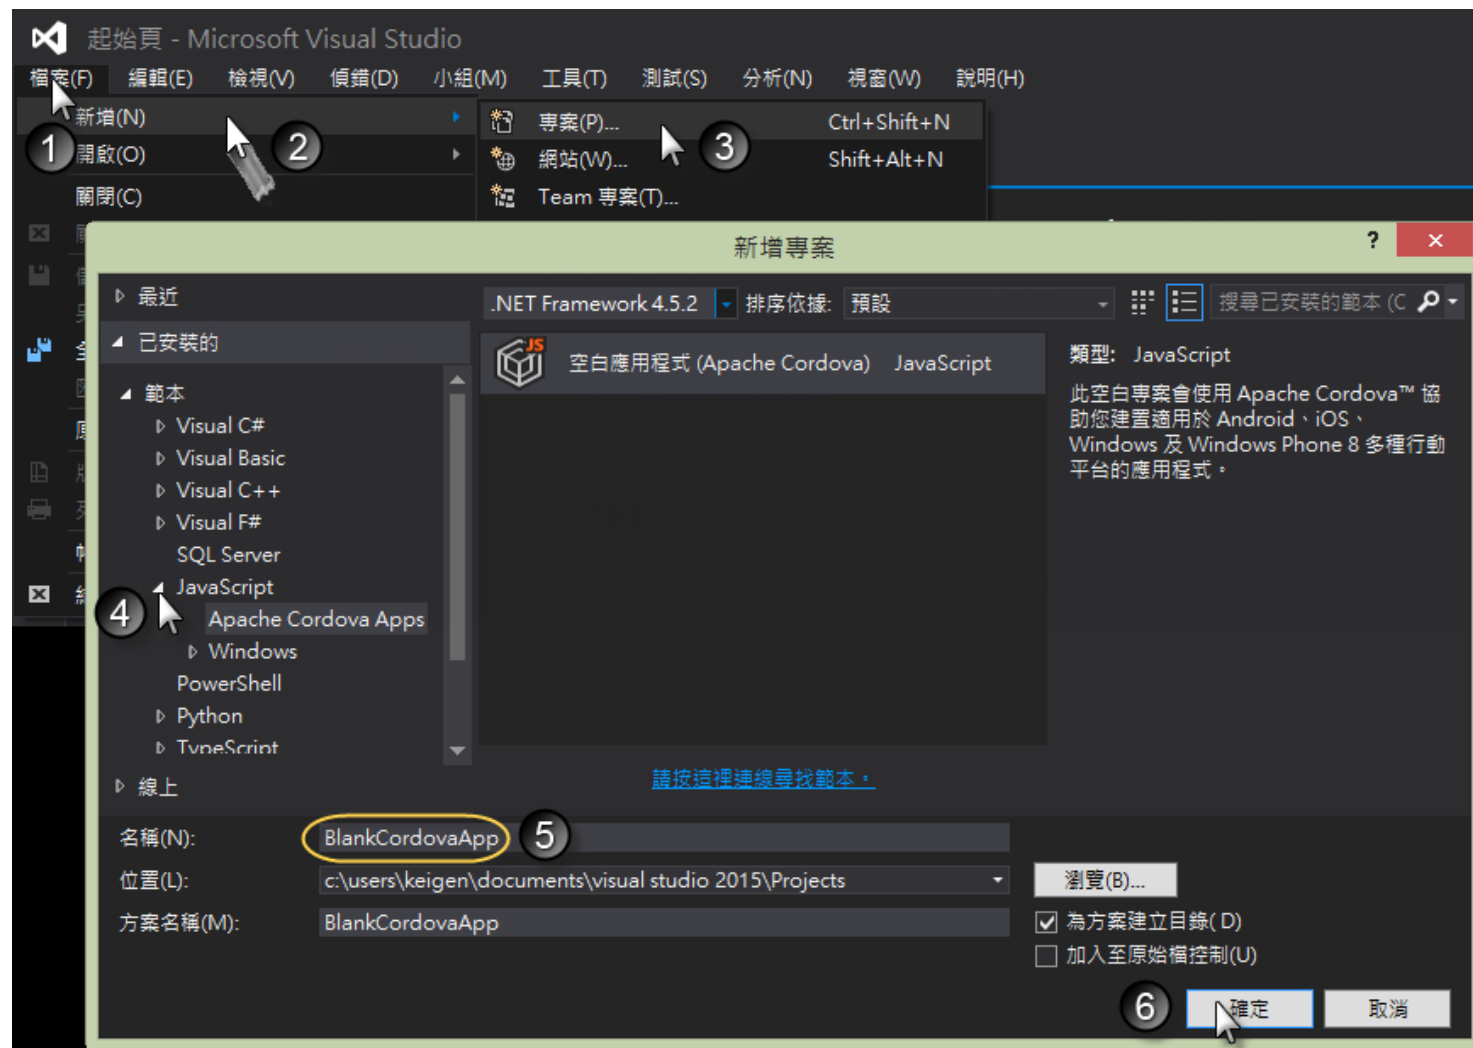 起始頁 - Microsoft Visual Studio
檔案(F) 編輯(E) 檢視(V) 偵錯(D) 小組(M) 工具(T) 測試(S) 分析(N) 視窗(W) 說明(H)
新增(N)
1
2
專案(P)... Ctrl+Shift+N
3
開啟(O)
網站(W)... Shift+Alt+N
關閉(C)
Team 專案(T)...
新增專案
?
最近
.NET Framework 4.5.2 排序依據: 預設
搜尋已安裝的範本 (C
已安裝的
範本
Visual C#
Visual Basic
Visual C++
Visual F#
SQL Server
JavaScript
4
Apache Cordova Apps
Windows
PowerShell
Python
TypeScript
線上
JS
空白應用程式 (Apache Cordova) JavaScript
類型: JavaScript
此空白專案會使用 Apache Cordova™ 協
助您建置適用於 Android、iOS、
Windows 及 Windows Phone 8 多種行動
平台的應用程式。
請按這裡連線尋找範本。
名稱(N): BlankCordovaApp
5
位置(L): c:\users\keigen\documents\visual studio 2015\Projects
瀏覽(B)...
方案名稱(M): BlankCordovaApp
為方案建立目錄( D)
加入至原始檔控制(U)
6
確定
取消